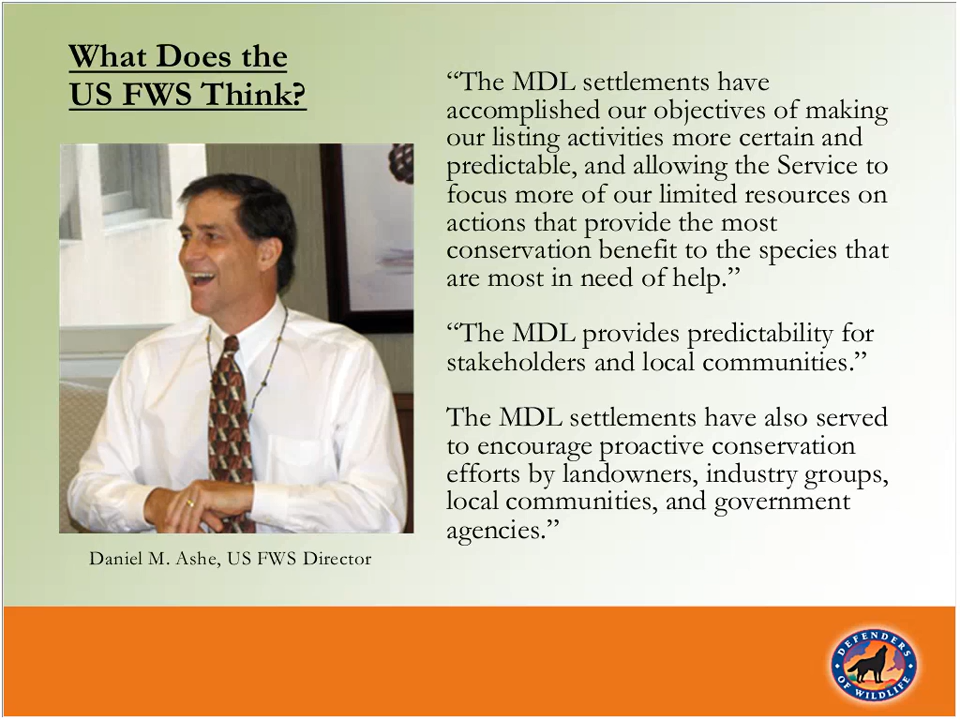 What Does the
US FWS Think?
“The MDL settlements have
accomplished our objectives of making
our listing activities more certain and
predictable, and allowing the Service to
focus more of our limited resources on
actions that provide the most
conservation benefit to the species that
are most in need of help.”
“The MDL provides predictability for
stakeholders and local communities.”
The MDL settlements have also served
to encourage proactive conservation
efforts by landowners, industry groups,
local communities, and government
agencies.”
Daniel M. Ashe, US FWS Director
DEFENDERS
OF WILDLIFE